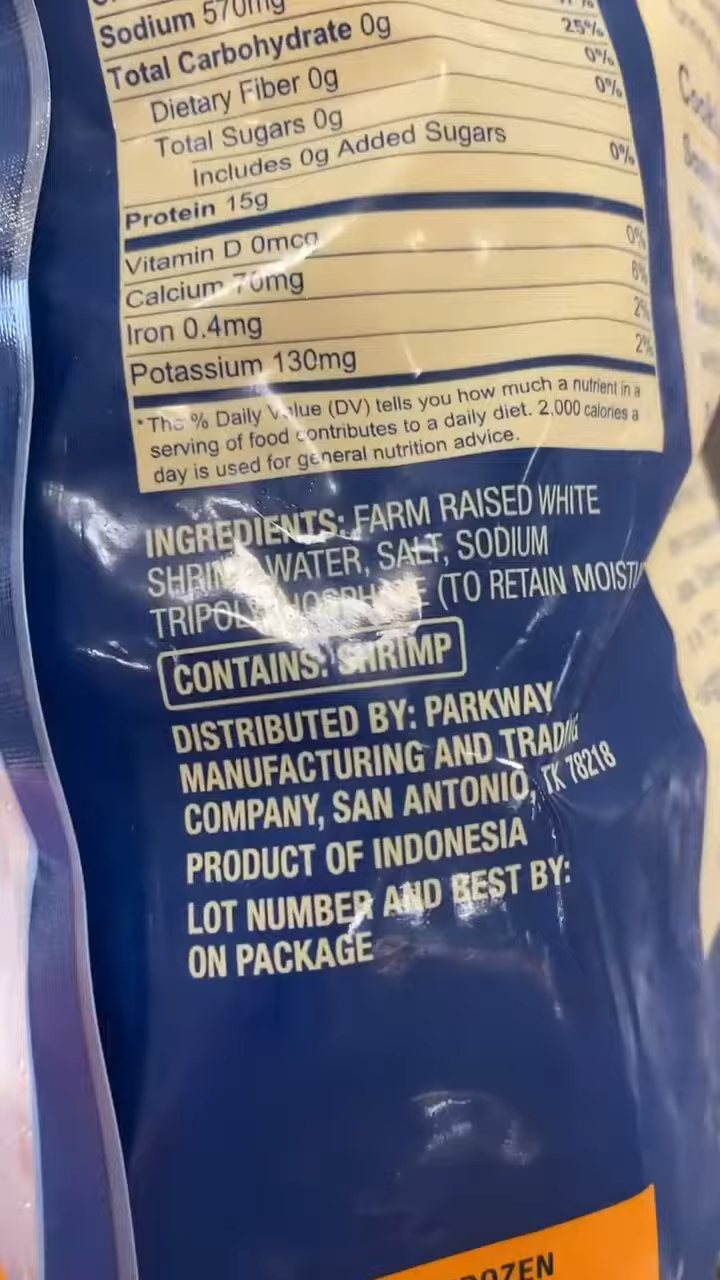 Sodium 570mg
25%
Total Carbohydrate 0g
0%
Dietary Fiber 0g
0%
Total Sugars 0g
Includes 0g Added Sugars
0%
Protein 15g
Vitamin D 0mcg
0%
Calcium 70mg
6%
Iron 0.4mg
2%
Potassium 130mg
2%
*The % Daily Value (DV) tells you how much a nutrient in a
serving of food contributes to a daily diet. 2,000 calories a
day is used for general nutrition advice.
INGREDIENTS: FARM RAISED WHITE
SHRIMP, WATER, SALT, SODIUM
TRIPOLYPHOSPHATE (TO RETAIN
CONTAINS: SHRIMP
DISTRIBUTED BY: PARKWAY
MANUFACTURING AND TRADING
COMPANY, SAN ANTONIO, TX 78218
PRODUCT OF INDONESIA
LOT NUMBER AND BEST BY:
ON PACKAGE